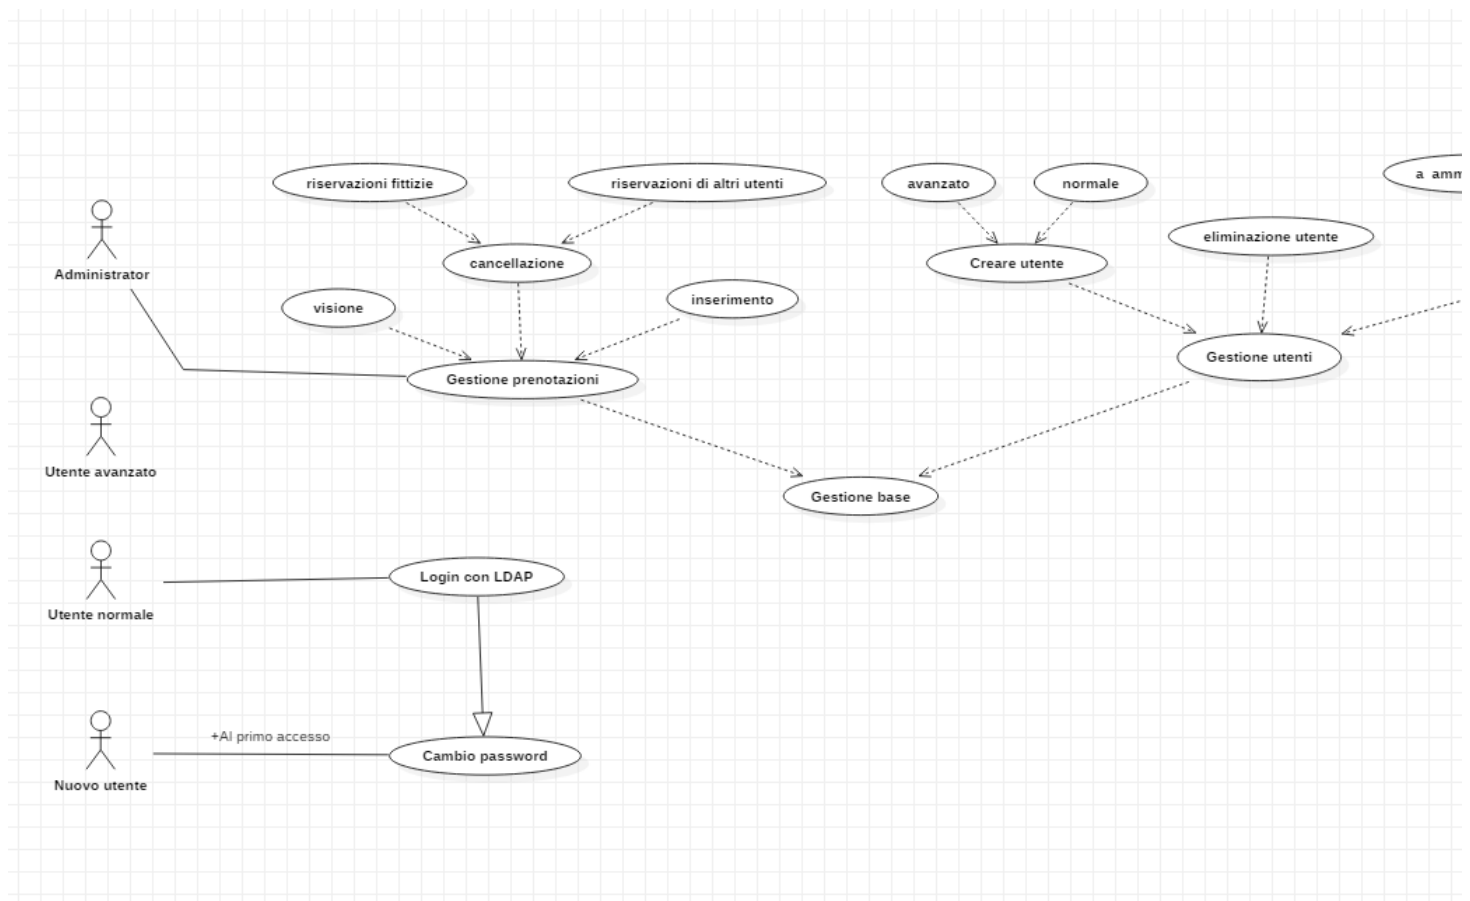 riservazioni fittizie
riservazioni di altri utenti
avanzato
normale
a amm
Administrator
cancellazione
Creare utente
eliminazione utente
visione
inserimento
Gestione prenotazioni
Gestione utenti
Utente avanzato
Gestione base
Utente normale
Login con LDAP
Nuovo utente
+Al primo accesso
Cambio password